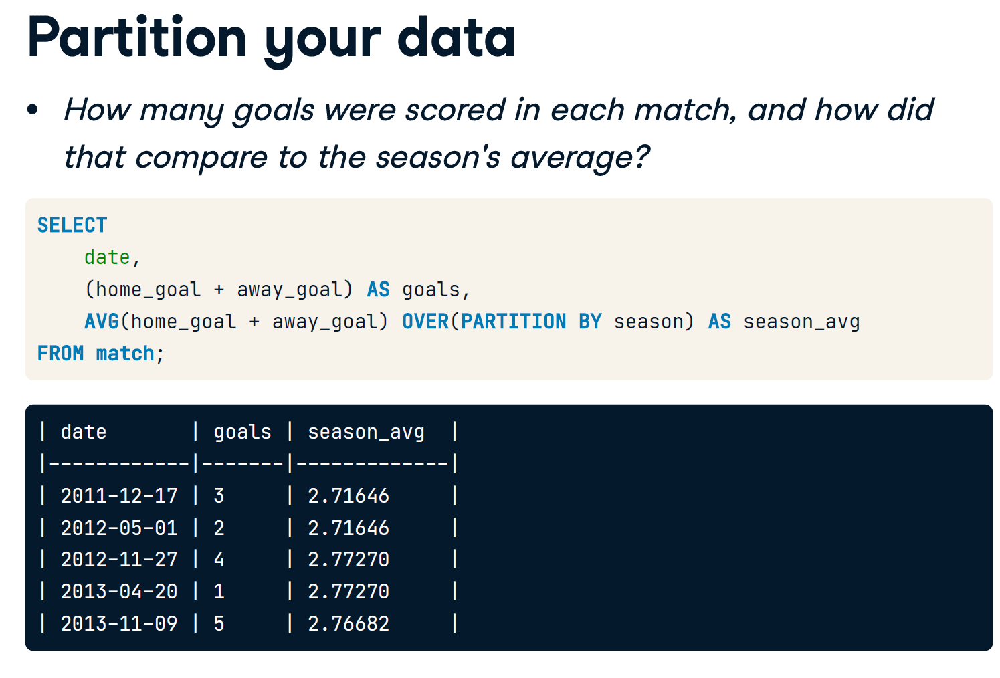 Partition your data
• How many goals were scored in each match, and how did
that compare to the season's average?
SELECT
    date,
    (home_goal + away_goal) AS goals,
    AVG(home_goal + away_goal) OVER(PARTITION BY season) AS season_avg
FROM match;
| date       | goals | season_avg  |
|------------|-------|-------------|
| 2011-12-17 | 3     | 2.71646     |
| 2012-05-01 | 2     | 2.71646     |
| 2012-11-27 | 4     | 2.77270     |
| 2013-04-20 | 1     | 2.77270     |
| 2013-11-09 | 5     | 2.76682     |